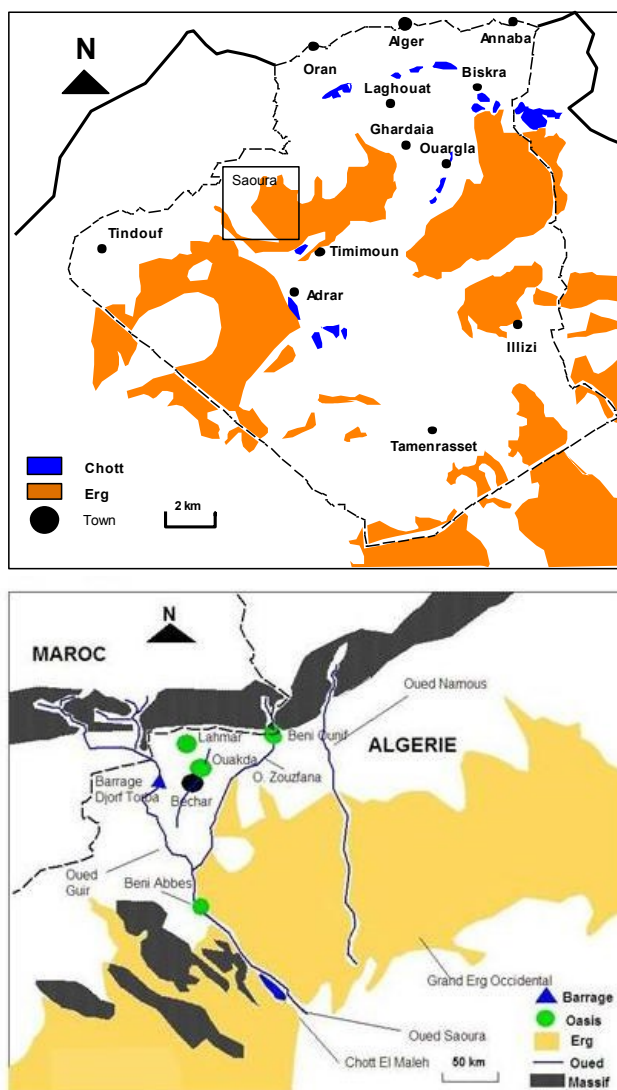 N
Alger
Annaba
Oran
Biskra
Laghouat
Ghardaia
Ouargla
Saoura
Tindouf
Timimoun
Adrar
Illizi
Tamenrasset
Chott
Erg
Town
2 km
N
MAROC
Oued Namous
Lahmar
Beni Ounif
ALGERIE
Ouakda
O. Zouzfana
Barrage
Djorf Torba
Bechar
Oued
Guir
Beni Abbes
Grand Erg Occidental
Barrage
Oasis
Erg
Oued Saoura
Oued
Chott El Maleh
50 km
Massif